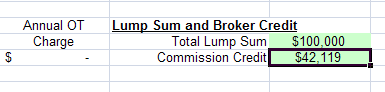 Annual OT Lump Sum and Broker Credit
Charge Total Lump Sum $100,000
$ - Commission Credit $42,119